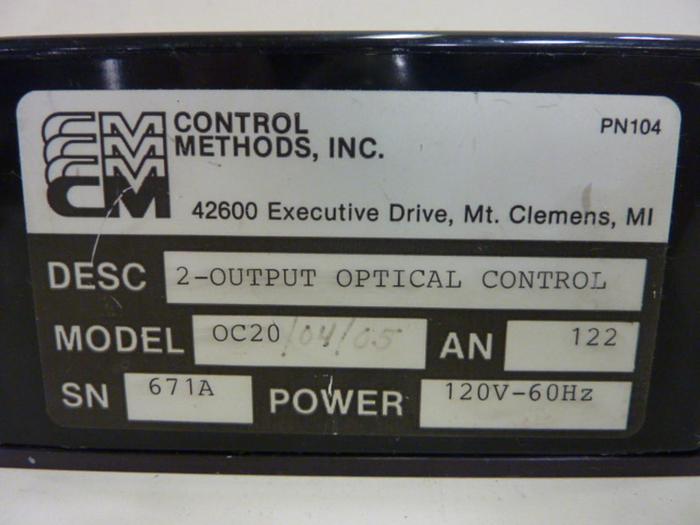 CM CONTROL
METHODS, INC.
PN104
42600 Executive Drive, Mt. Clemens, MI
DESC 2-OUTPUT OPTICAL CONTROL
MODEL OC20/04/05 AN 122
SN 671A POWER 120V-60Hz